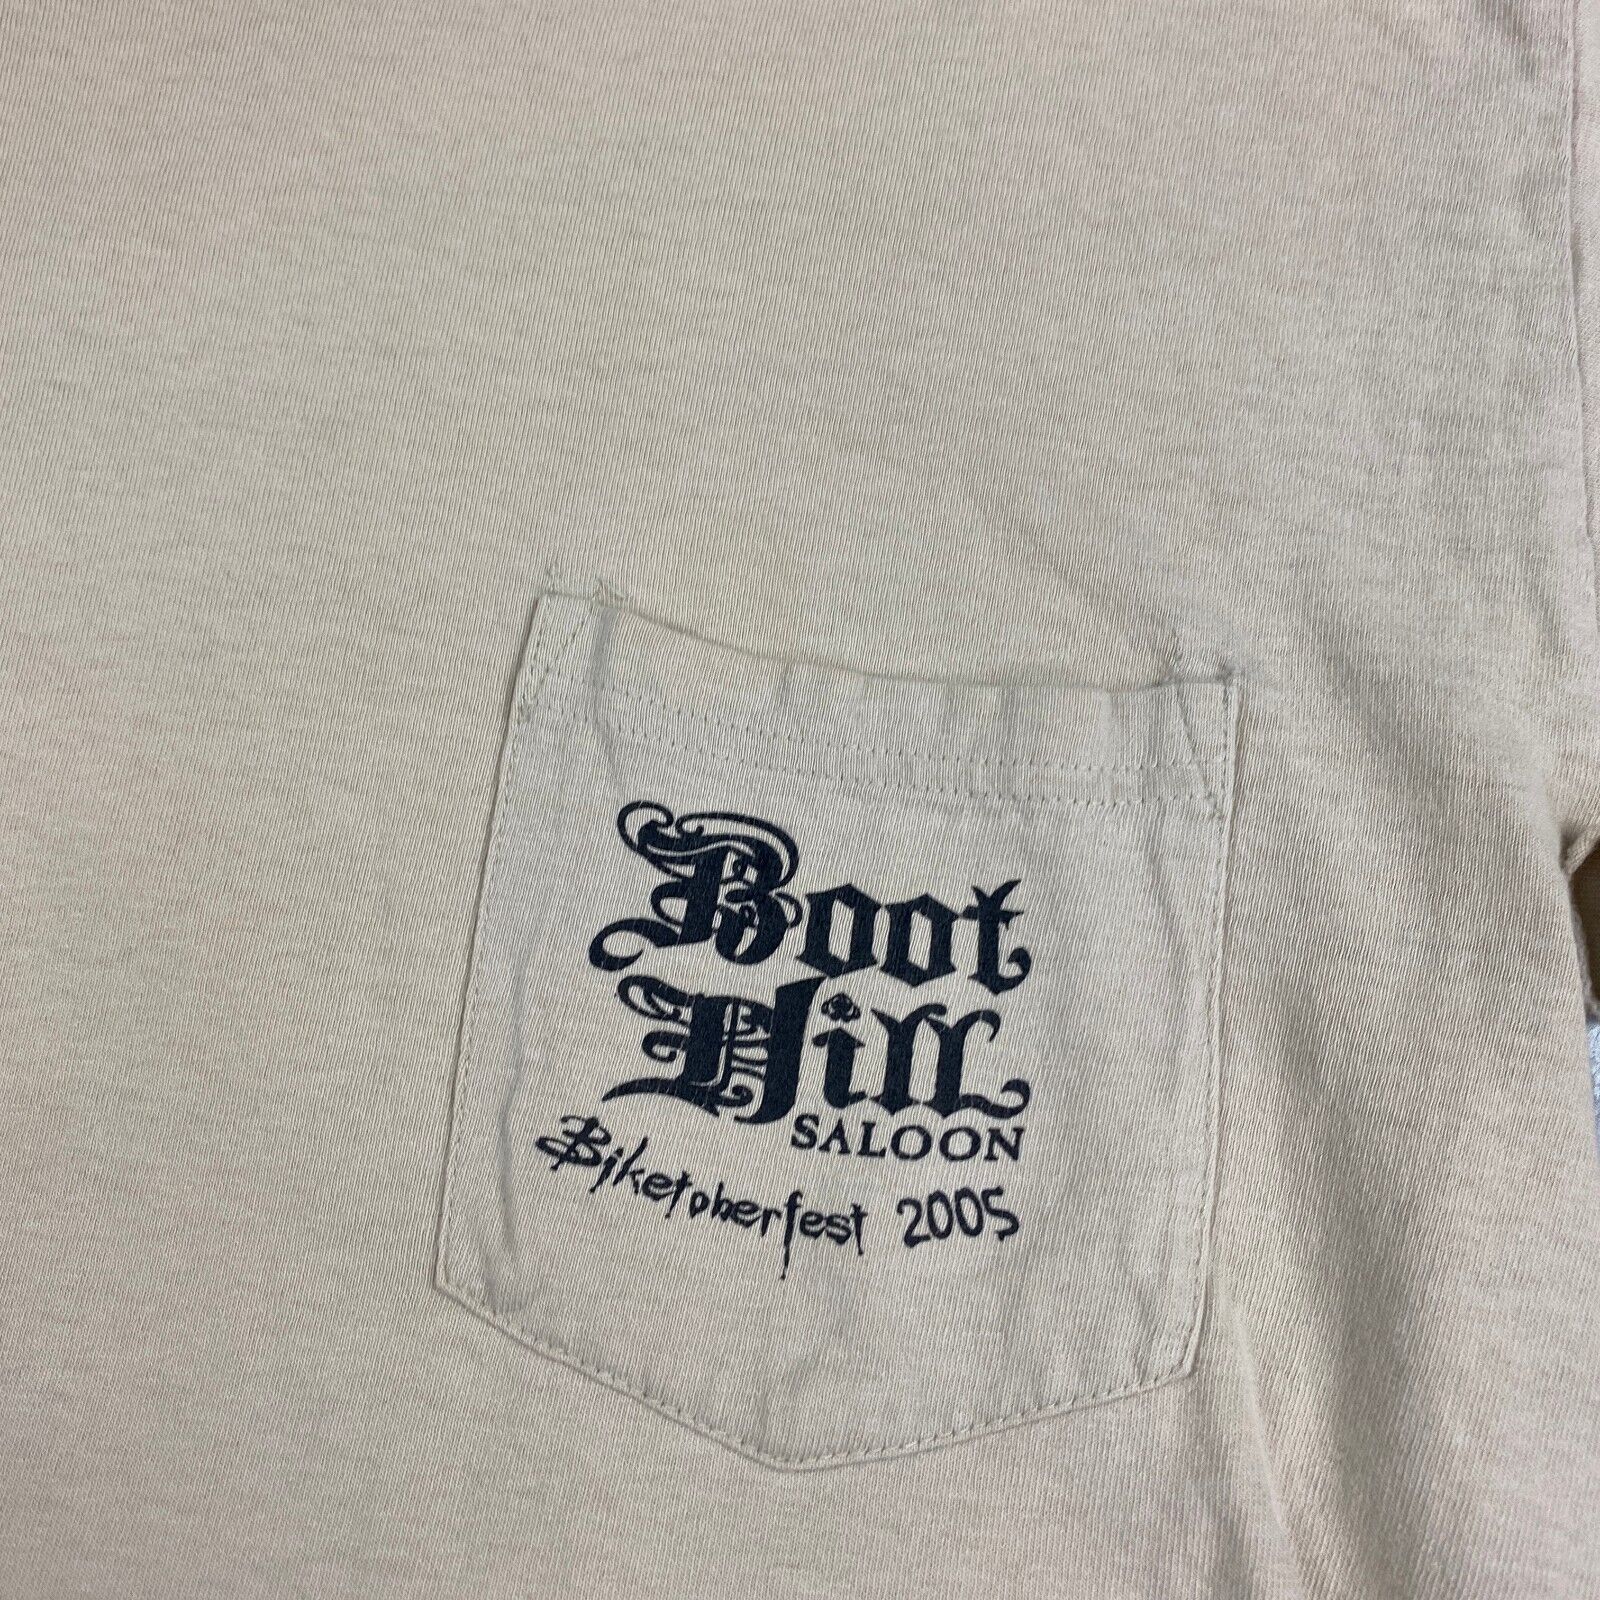 Boot
Hill
SALOON
Biketoberfest 2005